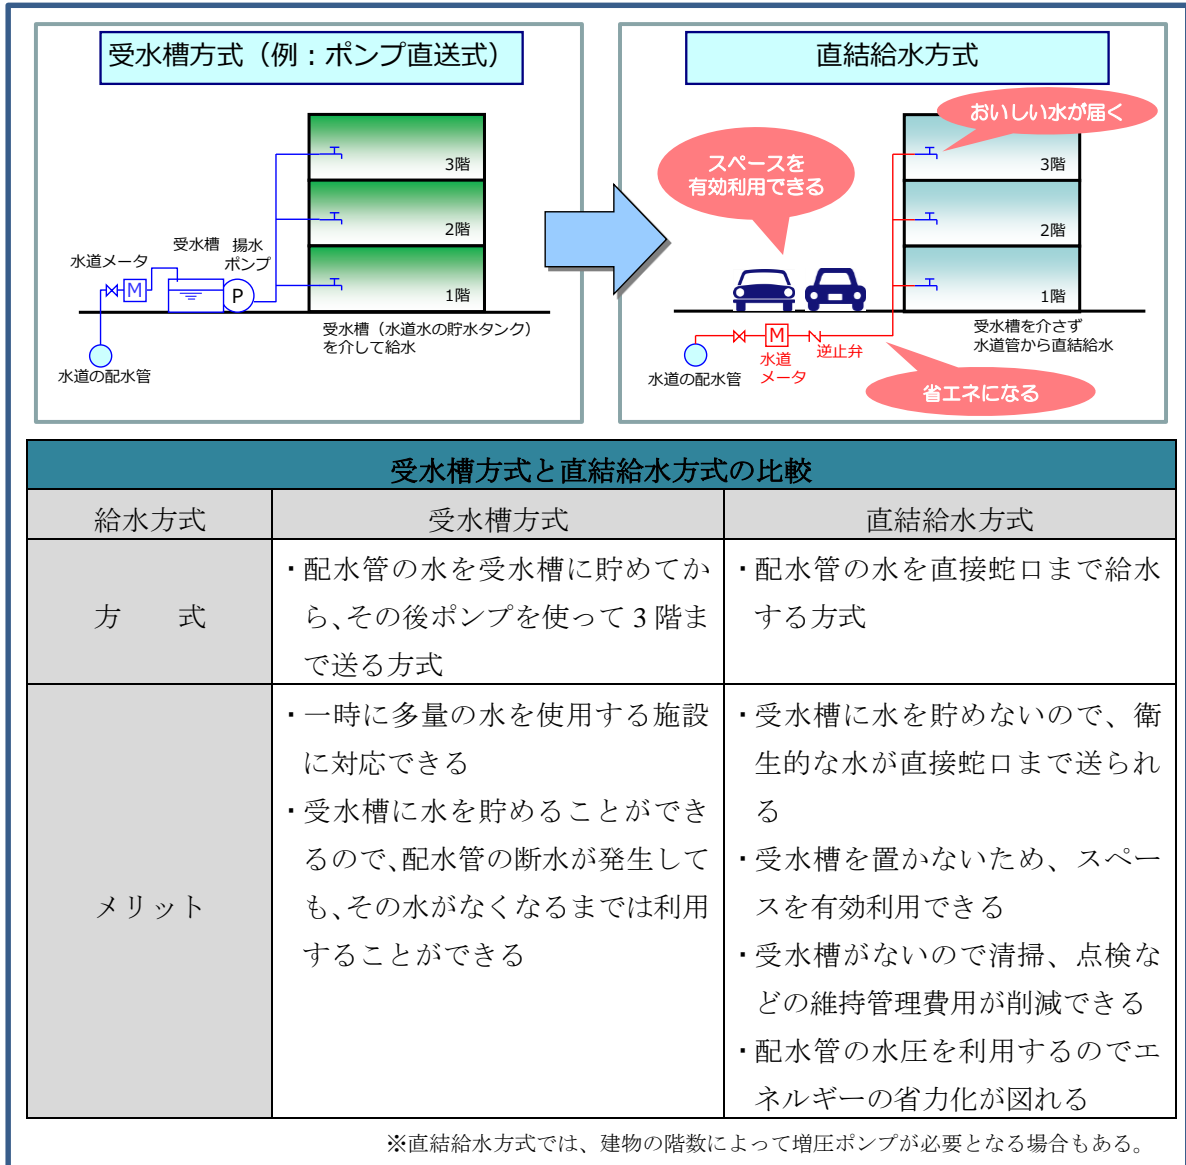 受水槽方式（例：ポンプ直送式）
3階
2階
1階
水道メータ
受水槽
揚水
ポンプ
M
P
受水槽（水道水の貯水タンク）
を介して給水
水道の配水管
直結給水方式
おいしい水が届く
スペースを
有効利用できる
3階
2階
1階
M
水道
メータ
逆止弁
水道の配水管
受水槽を介さず
水道管から直結給水
省エネになる
受水槽方式と直結給水方式の比較
給水方式
受水槽方式
直結給水方式
方　式
・配水管の水を受水槽に貯めてか
ら、その後ポンプを使って 3 階ま
で送る方式
・配水管の水を直接蛇口まで給水
する方式
メリット
・一時に多量の水を使用する施設
に対応できる
・受水槽に水を貯めることができ
るので、配水管の断水が発生して
も、その水がなくなるまでは利用
することができる
・受水槽に水を貯めないので、衛
生的な水が直接蛇口まで送られ
る
・受水槽を置かないため、スペー
スを有効利用できる
・受水槽がないので清掃、点検な
どの維持管理費用が削減できる
・配水管の水圧を利用するのでエ
ネルギーの省力化が図れる
※直結給水方式では、建物の階数によって増圧ポンプが必要となる場合もある。